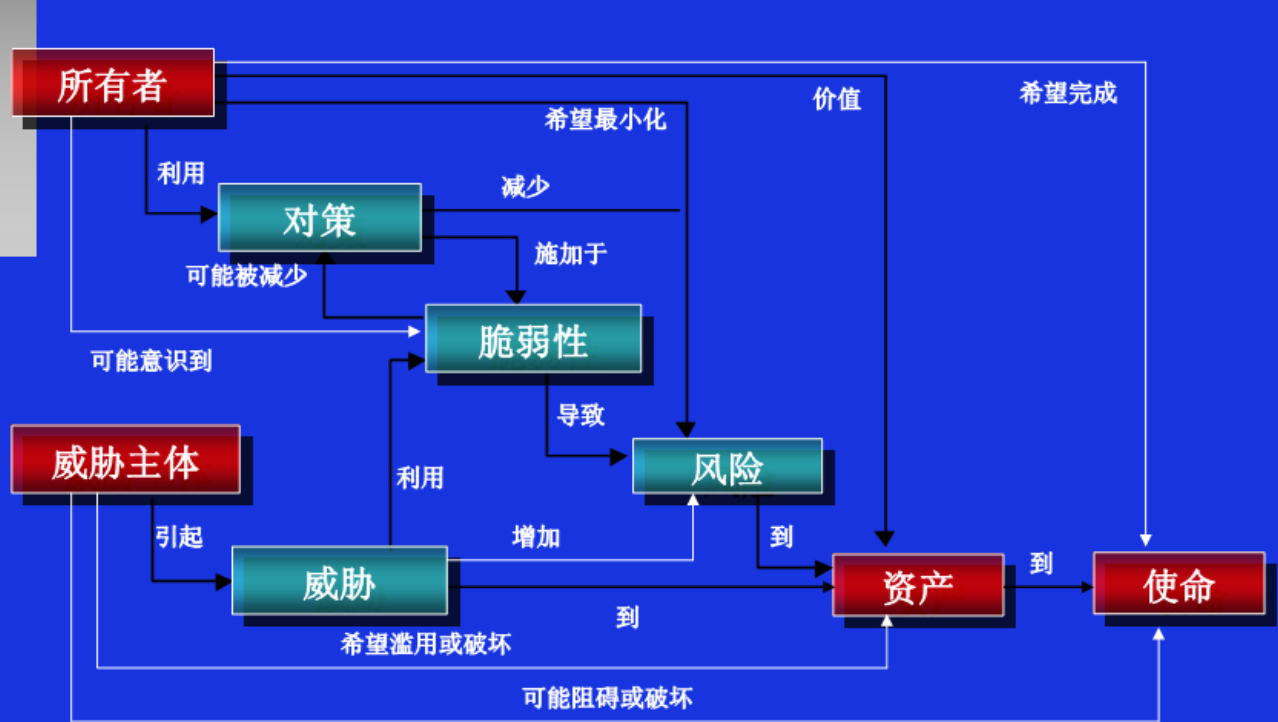 所有者
希望完成
价值
希望最小化
利用
减少
对策
施加于
可能被减少
脆弱性
可能意识到
导致
威胁主体
风险
利用
引起
增加
到
到
威胁
资产
使命
到
希望滥用或破坏
可能阻碍或破坏